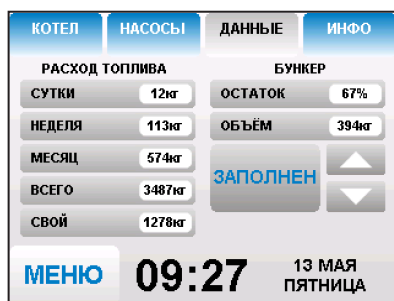 КОТЕЛ НАСОСЫ ДАННЫЕ ИНФО
РАСХОД ТОПЛИВА БУНКЕР
СУТКИ 12кг ОСТАТОК 67%
НЕДЕЛЯ 113кг ОБЪЁМ 394кг
МЕСЯЦ 574кг
ЗАПОЛНЕН
ВСЕГО 3487кг
СВОЙ 1278кг
МЕНЮ 09:27 13 МАЯ
ПЯТНИЦА